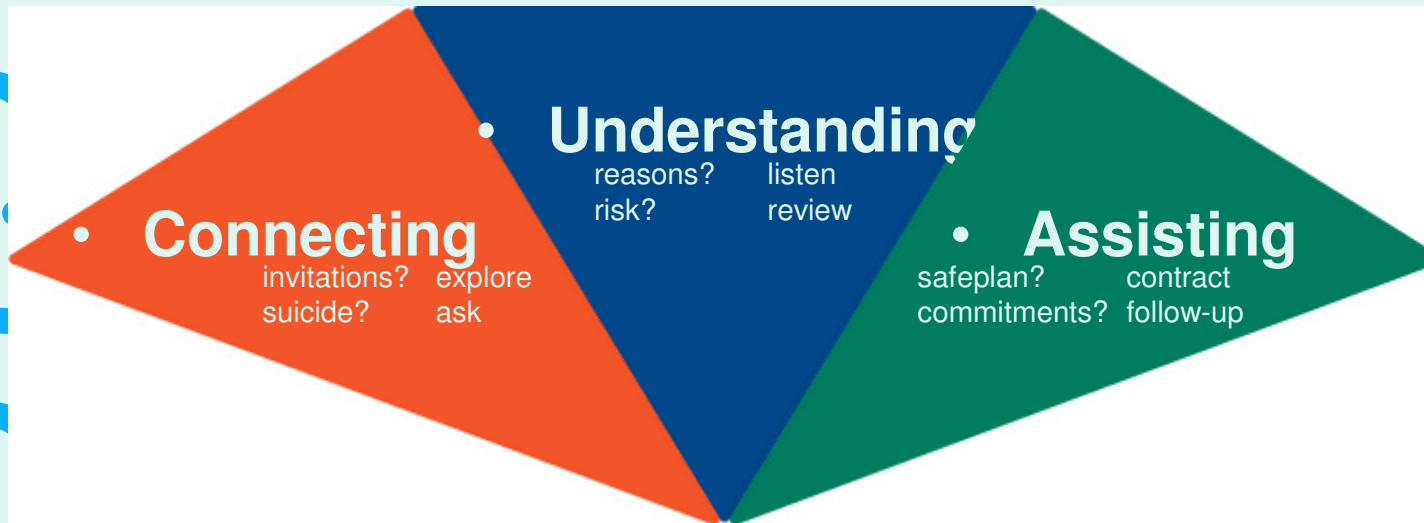 • Connecting
invitations? explore
suicide? ask
• Understanding
reasons? listen
risk? review
• Assisting
safeplan? contract
commitments? follow-up